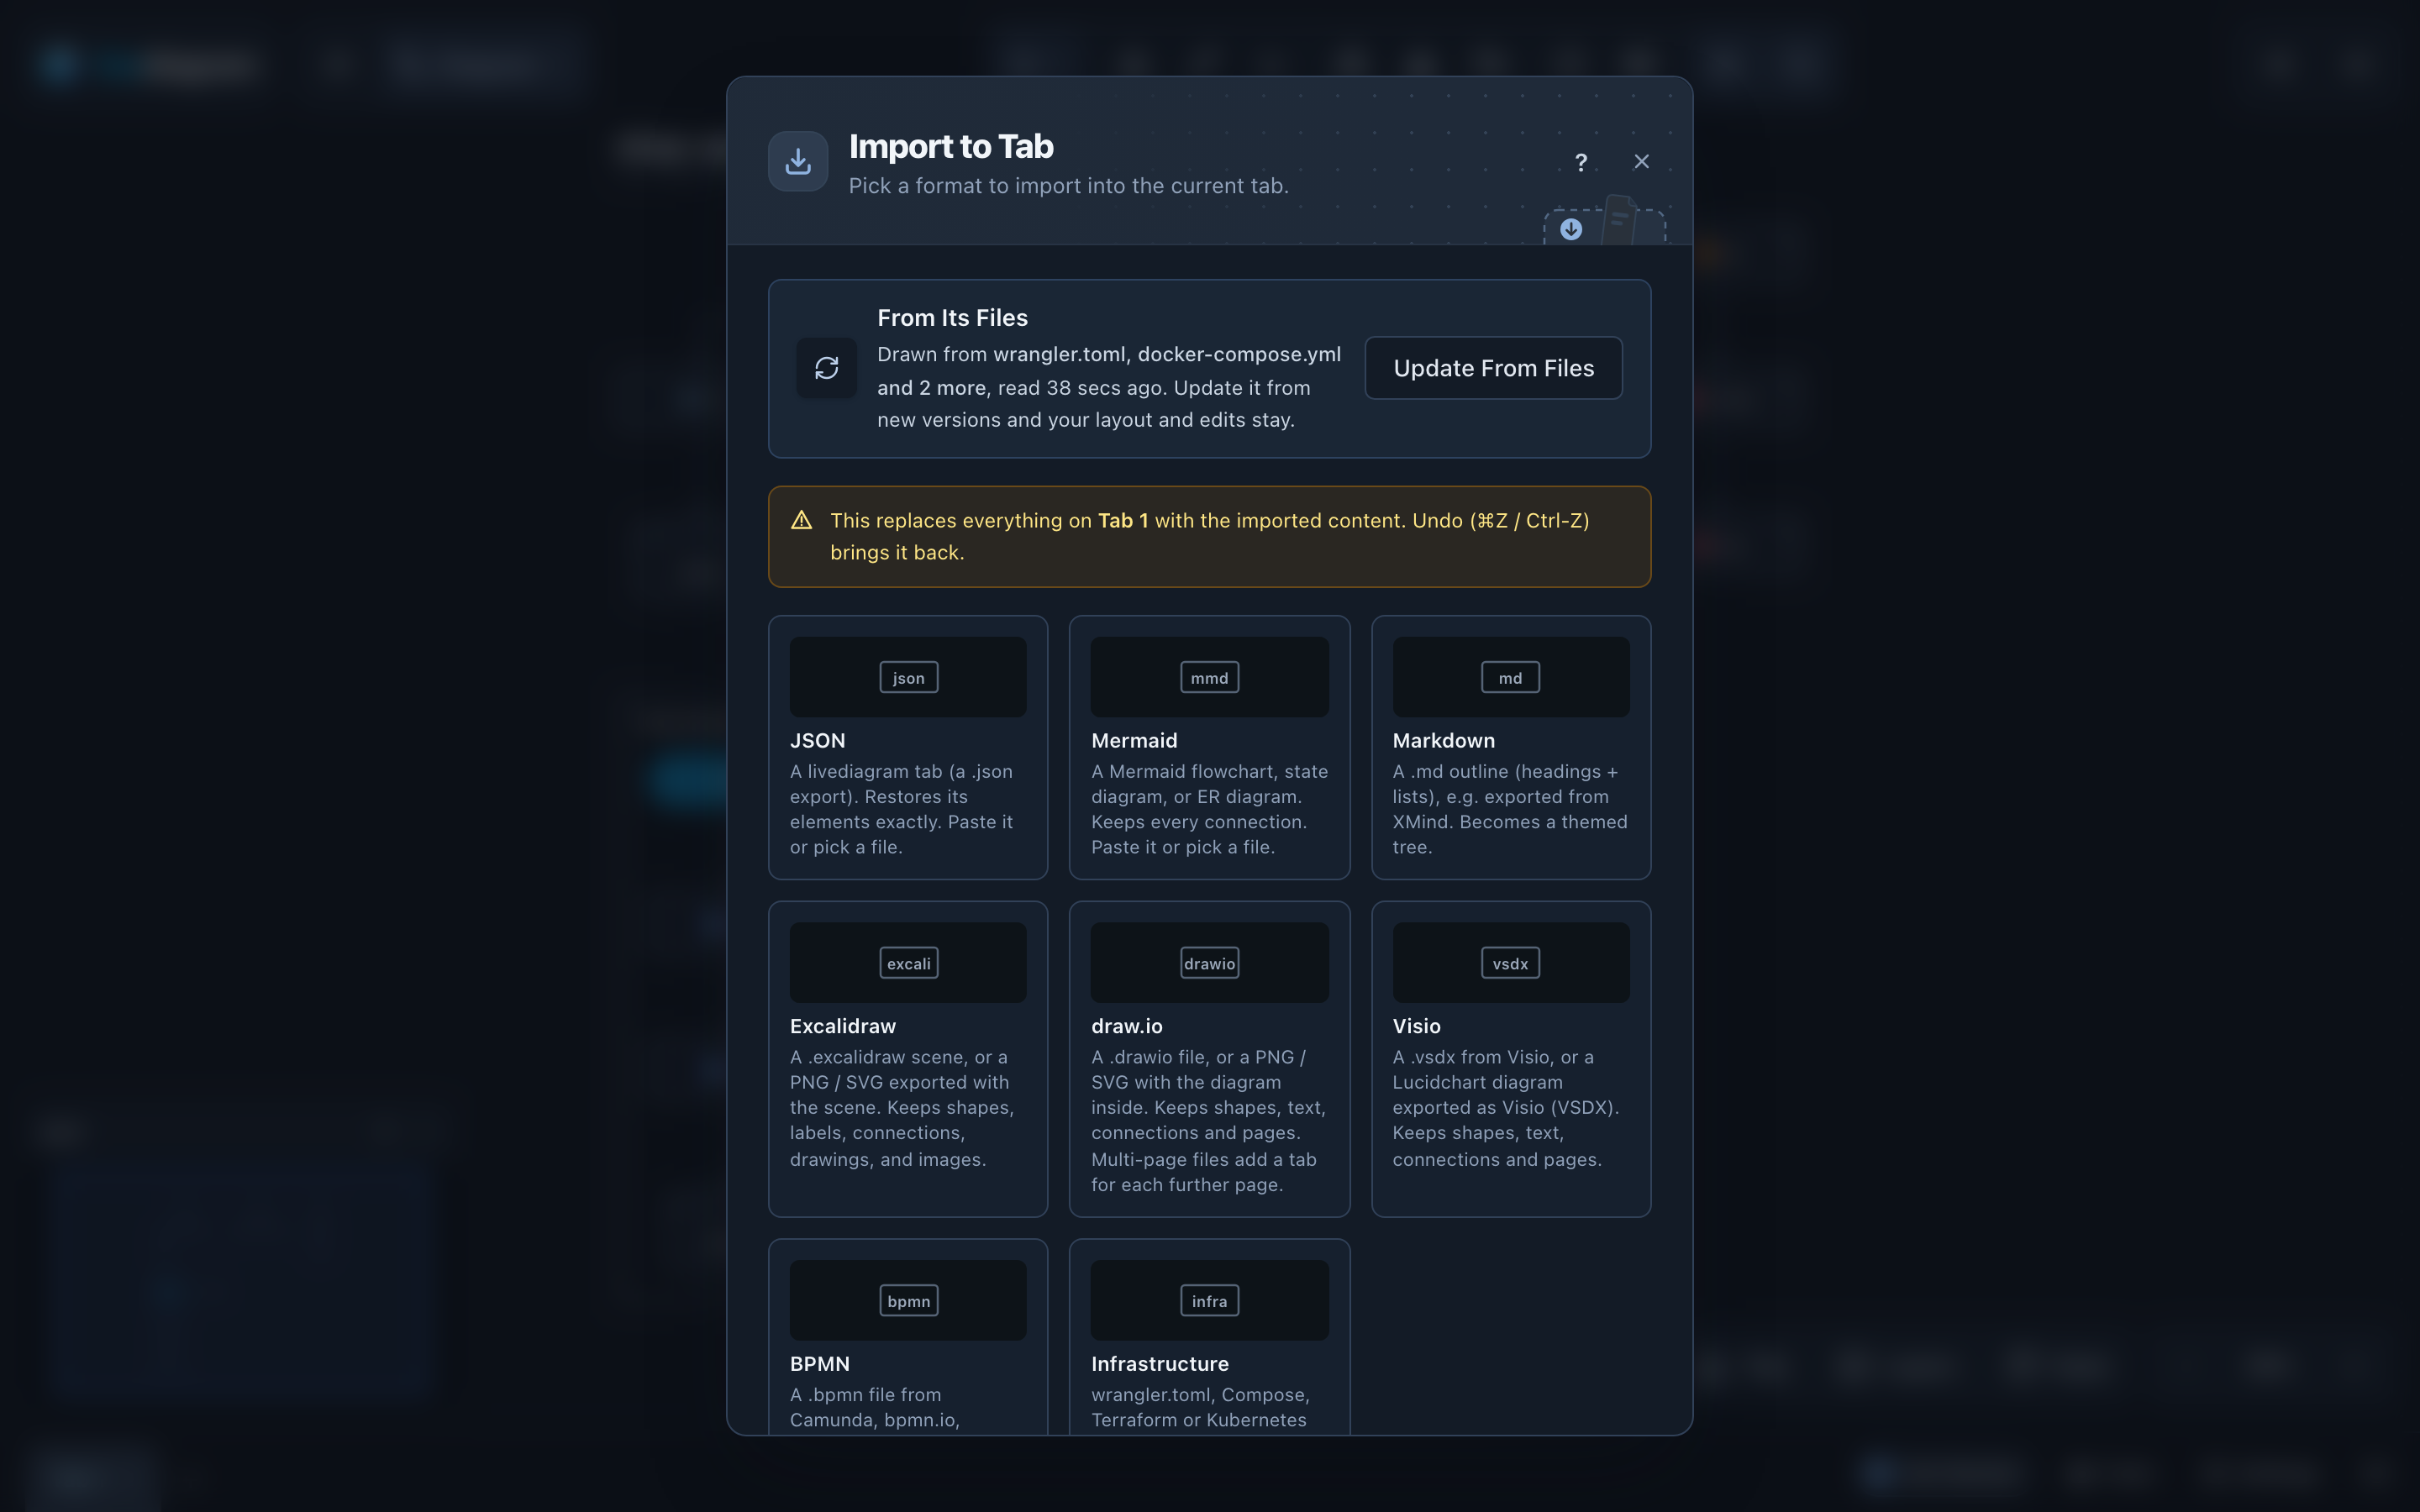 Import to Tab
Pick a format to import into the current tab.
?
From Its Files
Drawn from wrangler.toml, docker-compose.yml
and 2 more, read 38 secs ago. Update it from
new versions and your layout and edits stay.
Update From Files
This replaces everything on Tab 1 with the imported content. Undo (⌘Z / Ctrl-Z)
brings it back.
json
JSON
A livediagram tab (a .json
export). Restores its
elements exactly. Paste it
or pick a file.
mmd
Mermaid
A Mermaid flowchart, state
diagram, or ER diagram.
Keeps every connection.
Paste it or pick a file.
md
Markdown
A .md outline (headings +
lists), e.g. exported from
XMind. Becomes a themed
tree.
excali
Excalidraw
A .excalidraw scene, or a
PNG / SVG exported with
the scene. Keeps shapes,
labels, connections,
drawings, and images.
drawio
draw.io
A .drawio file, or a PNG /
SVG with the diagram
inside. Keeps shapes, text,
connections and pages.
Multi-page files add a tab
for each further page.
vsdx
Visio
A .vsdx from Visio, or a
Lucidchart diagram
exported as Visio (VSDX).
Keeps shapes, text,
connections and pages.
bpmn
BPMN
A .bpmn file from
Camunda, bpmn.io,
infra
Infrastructure
wrangler.toml, Compose,
Terraform or Kubernetes